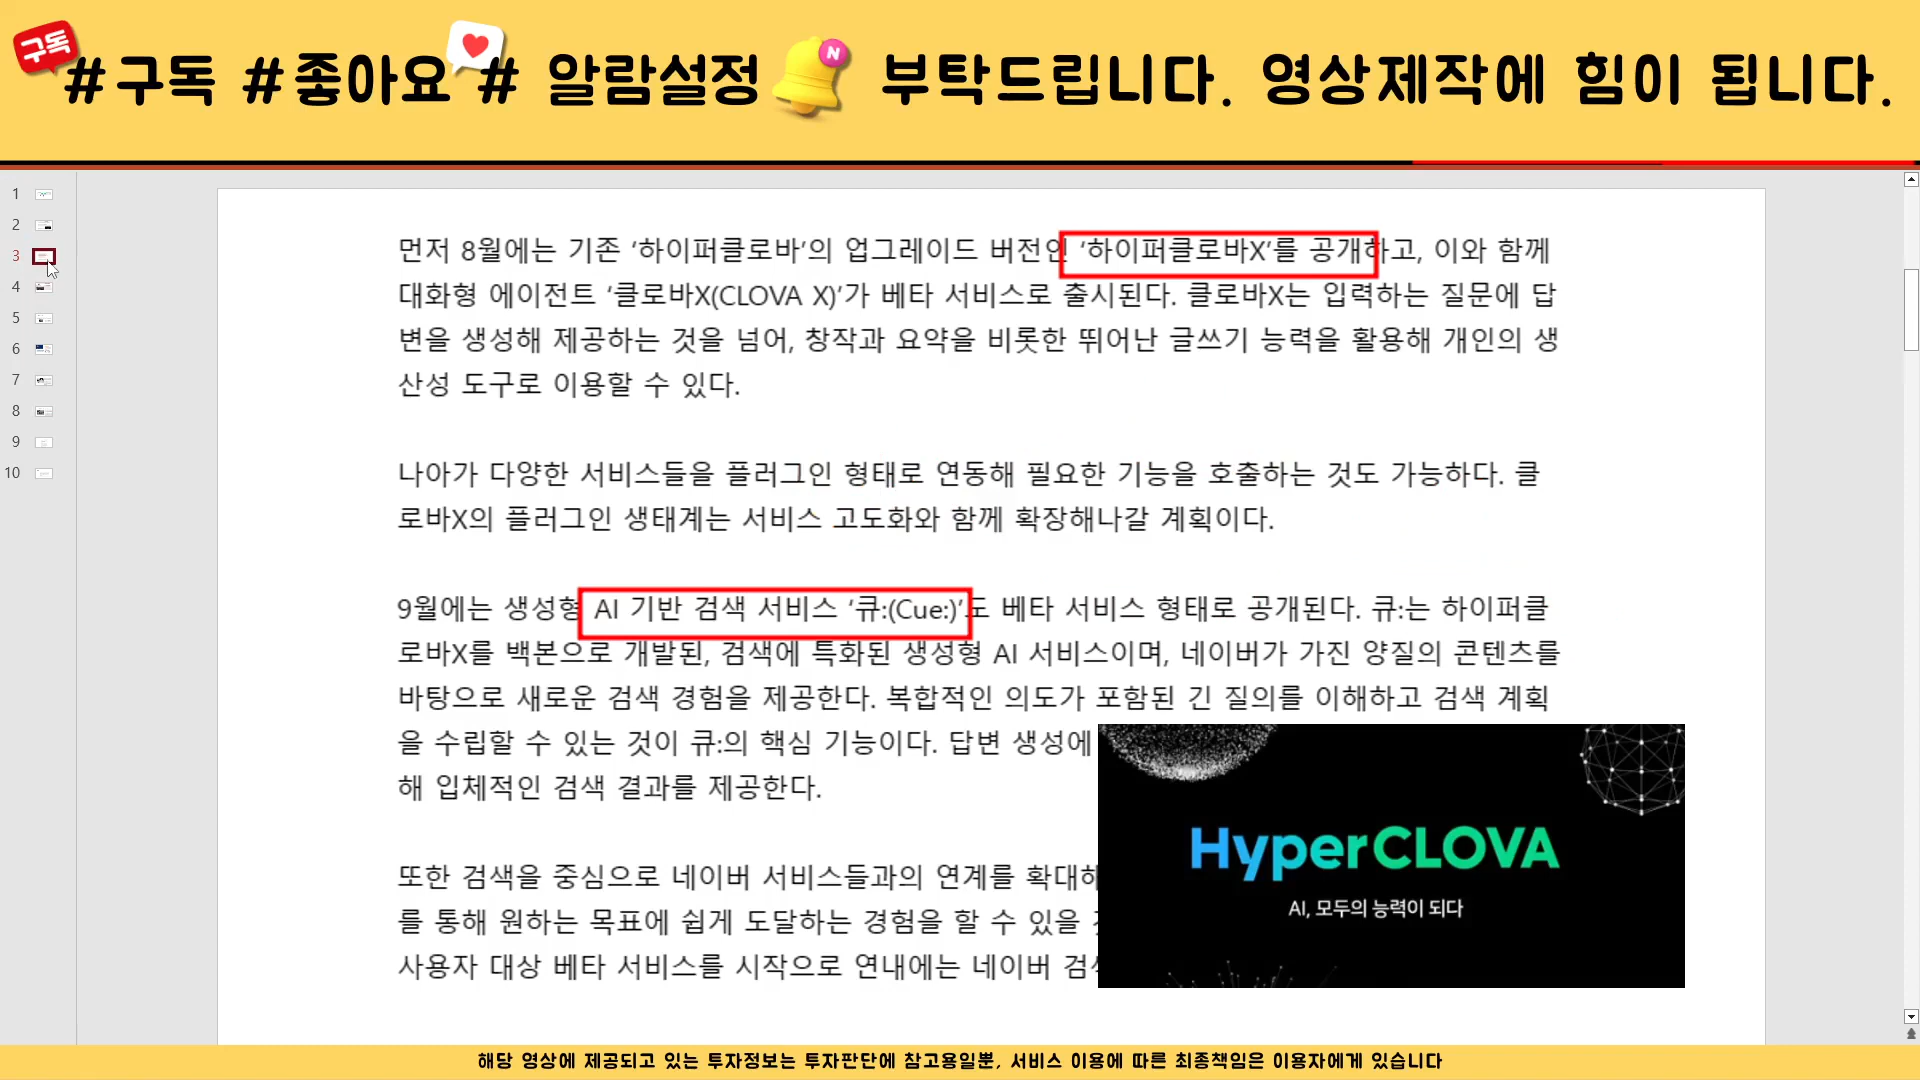 구독
#구독 #좋아요 # 알람설정 N 부탁드립니다. 영상제작에 힘이 됩니다.
1
2
3
4
5
6
7
8
9
10
먼저 8월에는 기존 ‘하이퍼클로바’의 업그레이드 버전인 ‘하이퍼클로바X’를 공개하고, 이와 함께
대화형 에이전트 ‘클로바X(CLOVA X)’가 베타 서비스로 출시된다. 클로바X는 입력하는 질문에 답
변을 생성해 제공하는 것을 넘어, 창작과 요약을 비롯한 뛰어난 글쓰기 능력을 활용해 개인의 생
산성 도구로 이용할 수 있다.
나아가 다양한 서비스들을 플러그인 형태로 연동해 필요한 기능을 호출하는 것도 가능하다. 클
로바X의 플러그인 생태계는 서비스 고도화와 함께 확장해나갈 계획이다.
9월에는 생성형 AI 기반 검색 서비스 ‘큐:(Cue:)’도 베타 서비스 형태로 공개된다. 큐:는 하이퍼클
로바X를 백본으로 개발된, 검색에 특화된 생성형 AI 서비스이며, 네이버가 가진 양질의 콘텐츠를
바탕으로 새로운 검색 경험을 제공한다. 복합적인 의도가 포함된 긴 질의를 이해하고 검색 계획
을 수립할 수 있는 것이 큐:의 핵심 기능이다. 답변 생성에
해 입체적인 검색 결과를 제공한다.
또한 검색을 중심으로 네이버 서비스들과의 연계를 확대해
를 통해 원하는 목표에 쉽게 도달하는 경험을 할 수 있을
사용자 대상 베타 서비스를 시작으로 연내에는 네이버
HyperCLOVA
AI, 모두의 능력이 되다
해당 영상에 제공되고 있는 투자정보는 투자판단에 참고용일뿐, 서비스 이용에 따른 최종책임은 이용자에게 있습니다